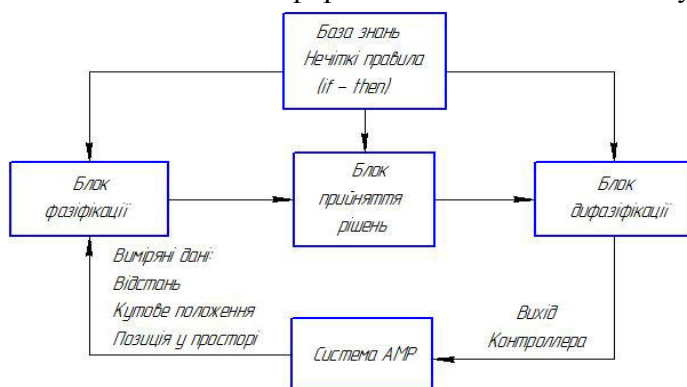 База знань
Нечіткі правила
(if – then)
Блок
фазіфікації
Блок
прийняття
рішень
Блок
дифазіфікації
Виміряні дані:
Відстань
Кутове положення
Позиція у просторі
Система АМР
Вихід
Контроллера